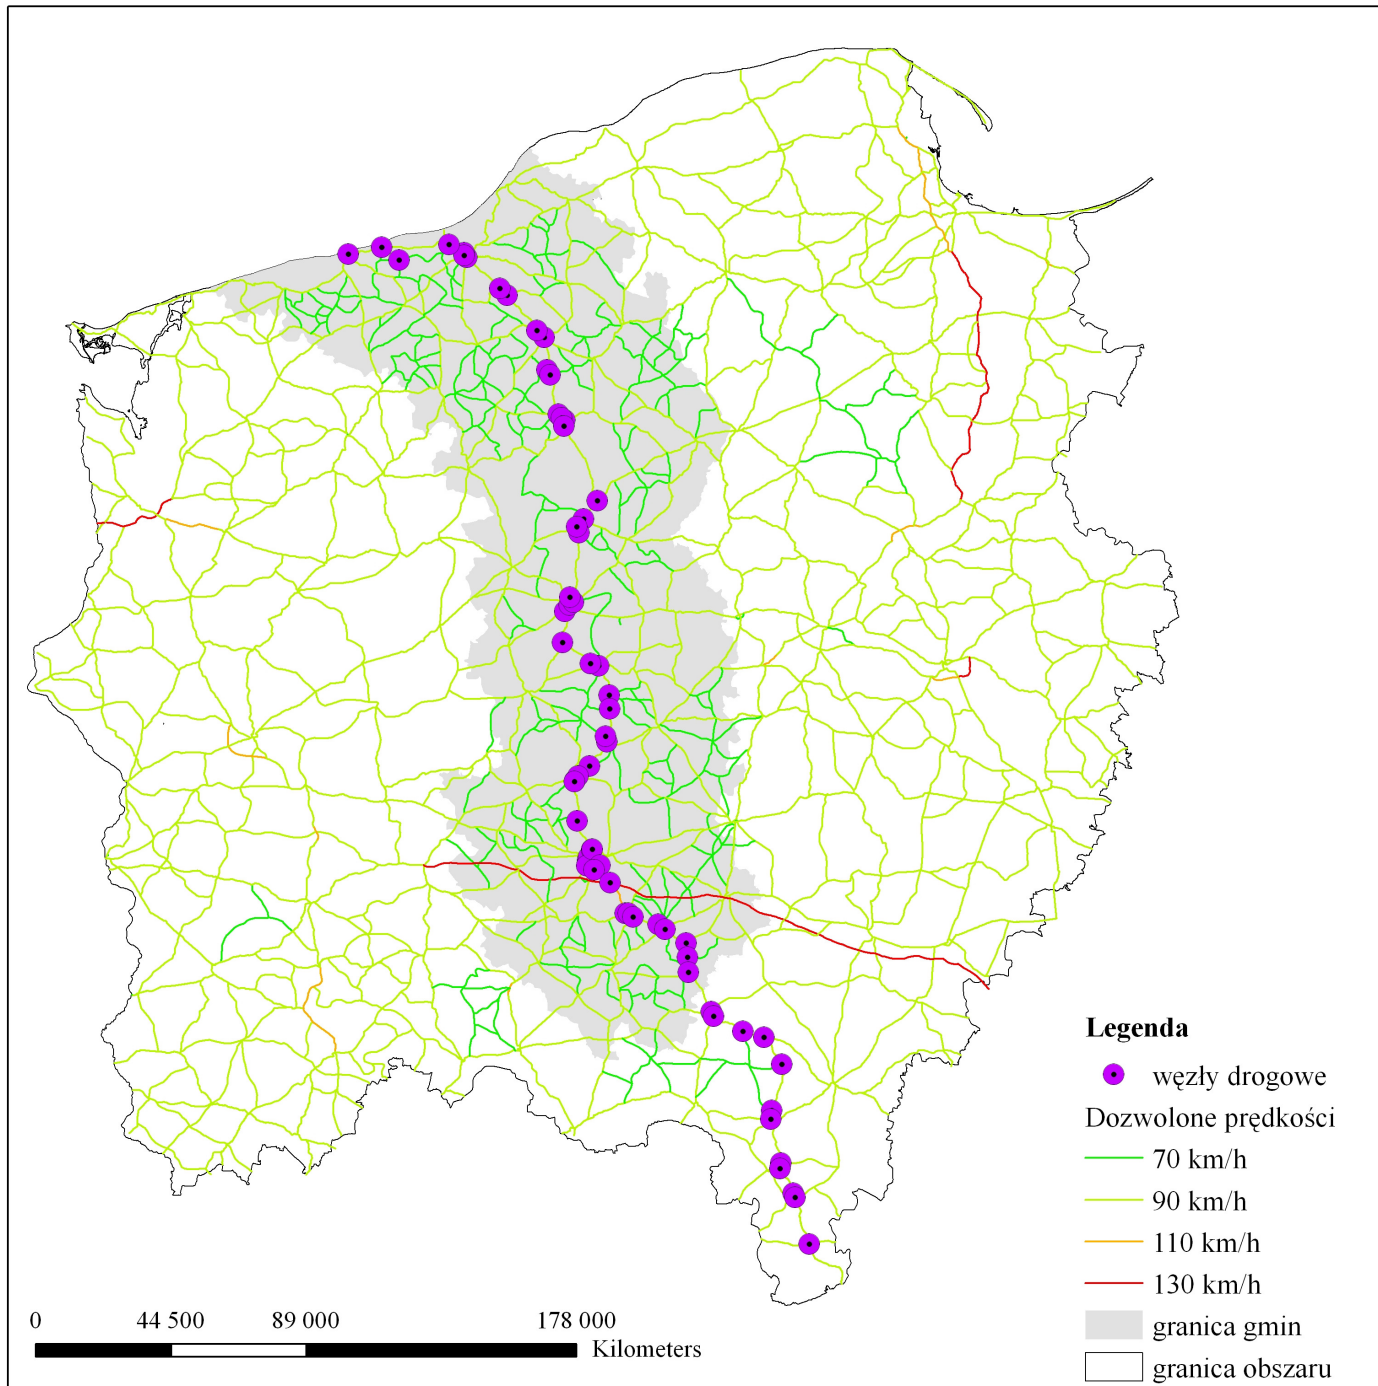 Legenda
węzły drogowe
Dozwolone prędkości
70 km/h
90 km/h
110 km/h
130 km/h
granica gmin
granica obszaru
0 44 500 89 000 178 000
Kilometers